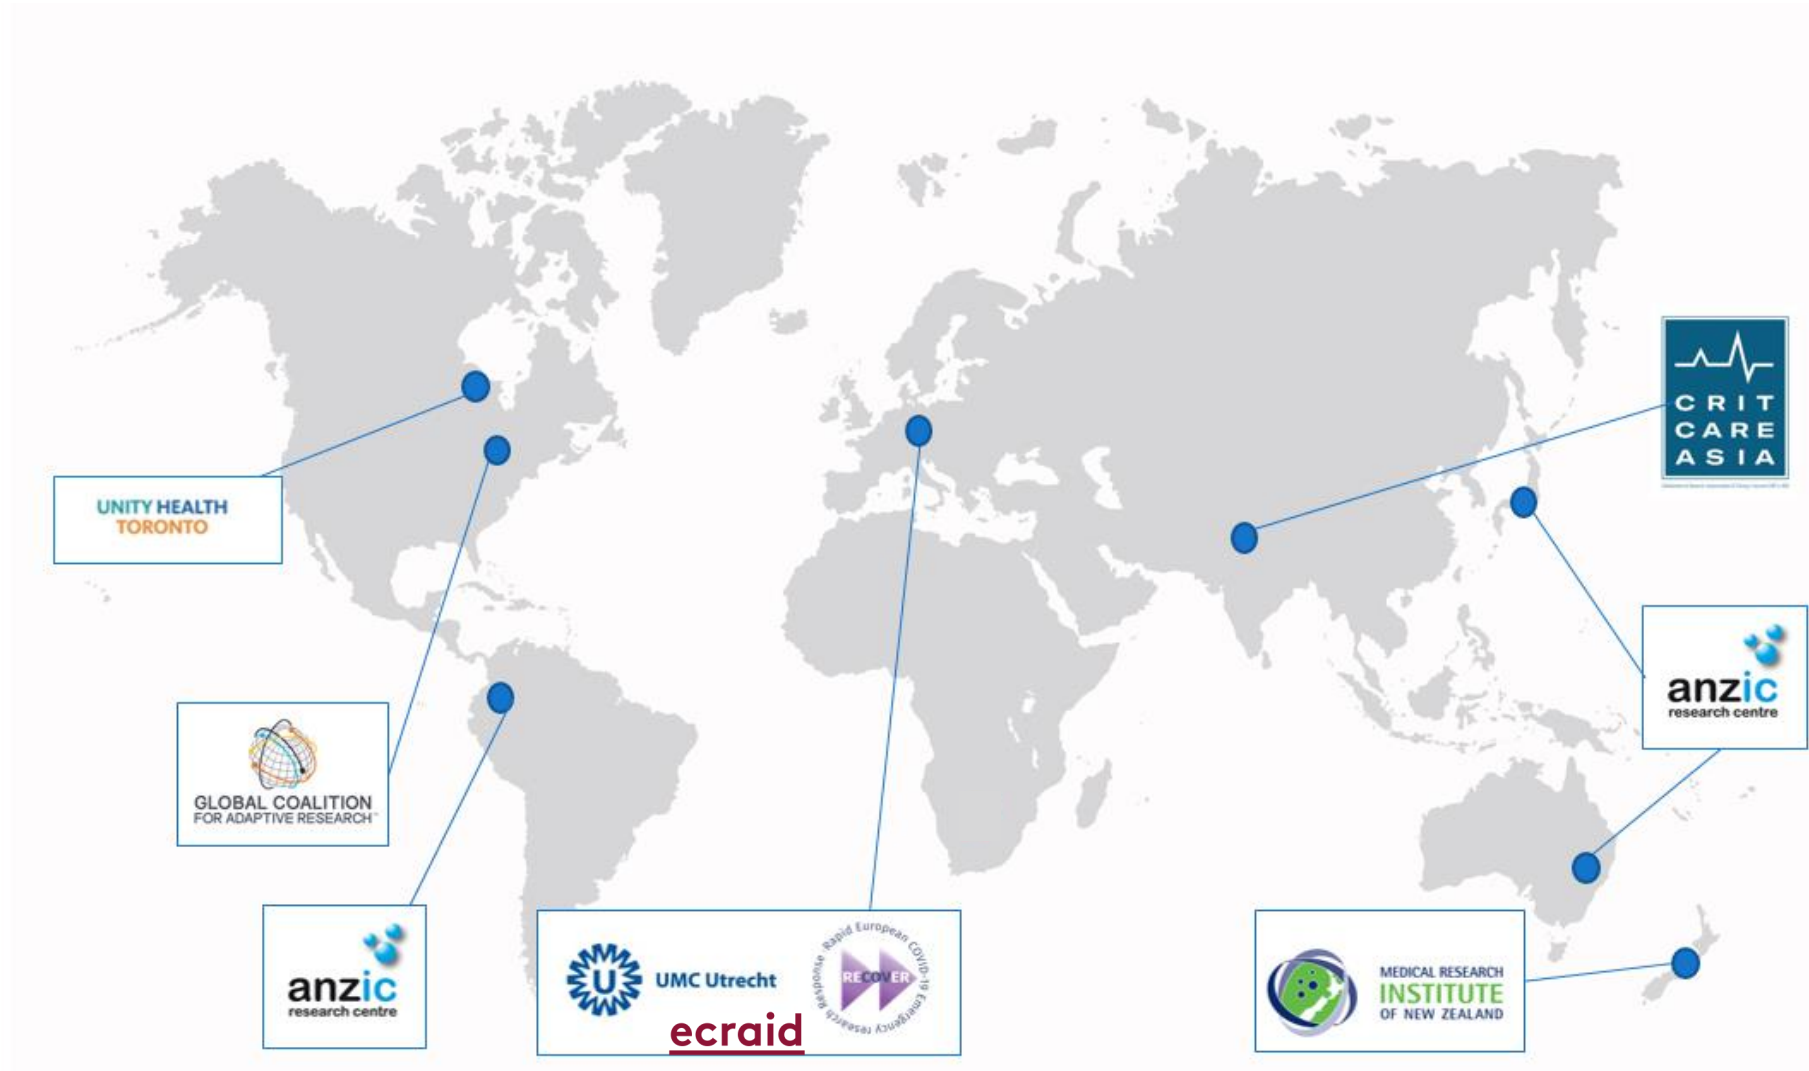 CRIT
CARE
ASIA
UNITY HEALTH
TORONTO
anzic
research centre
GLOBAL COALITION
FOR ADAPTIVE RESEARCH
anzic
research centre
UMC Utrecht
ecraid
Rapid European COVID-19 Emergency research Response
RECOVER
MEDICAL RESEARCH
INSTITUTE
OF NEW ZEALAND
U